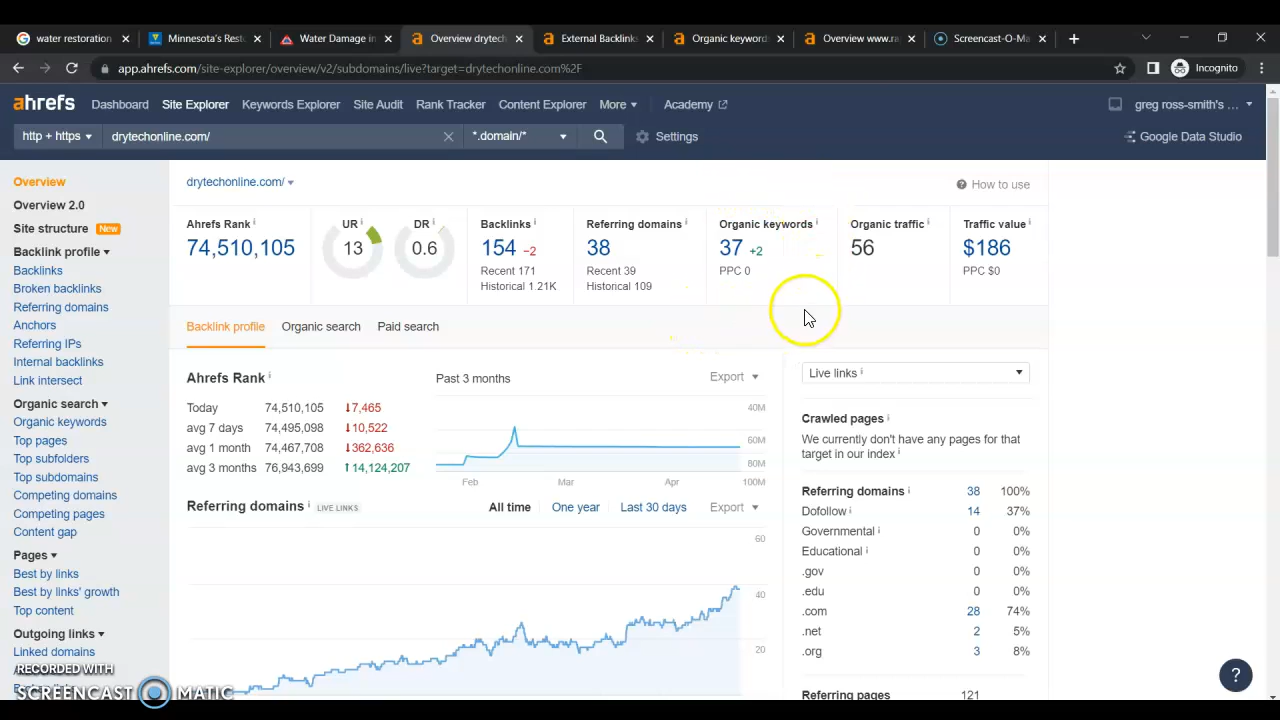 water restoration
Minnesota's Rest
Water Damage in
Overview drytech
External Backlinks
Organic keywords
Overview www.ra
Screencast-O-Ma
app.ahrefs.com/site-explorer/overview/v2/subdomains/live?target=drytechonline.com%2F
Incognito
ahrefs Dashboard Site Explorer Keywords Explorer Site Audit Rank Tracker Content Explorer More Academy greg ross-smith's ...
http + https drytechonline.com/ *.domain/* Settings Google Data Studio
Overview
Overview 2.0
Site structure New
Backlink profile
Backlinks
Broken backlinks
Referring domains
Anchors
Referring IPs
Internal backlinks
Link intersect
Organic search
Organic keywords
Top pages
Top subfolders
Top subdomains
Competing domains
Competing pages
Content gap
Pages
Best by links
Best by links' growth
Top content
Outgoing links
Linked domains
drytechonline.com/ How to use
Ahrefs Rank UR DR Backlinks Referring domains Organic keywords Organic traffic Traffic value
74,510,105 13 0.6 154 −2 38 37 +2 56 $186
Recent 171 Recent 39 PPC 0 PPC $0
Historical 1.21K Historical 109
Backlink profile Organic search Paid search
Ahrefs Rank Past 3 months Export
Today 74,510,105 ↓7,465
avg 7 days 74,495,098 ↓10,522
avg 1 month 74,467,708 ↓362,636
avg 3 months 76,943,699 ↑14,124,207
40M
60M
80M
100M
Feb Mar Apr
Referring domains LIVE LINKS All time One year Last 30 days Export
60
40
20
Live links
Crawled pages
We currently don't have any pages for that
target in our index
Referring domains 38 100%
Dofollow 14 37%
Governmental 0 0%
Educational 0 0%
.gov 0 0%
.edu 0 0%
.com 28 74%
.net 2 5%
.org 3 8%
Referring pages 121
?
RECORDED WITH
SCREENCAST MATIC